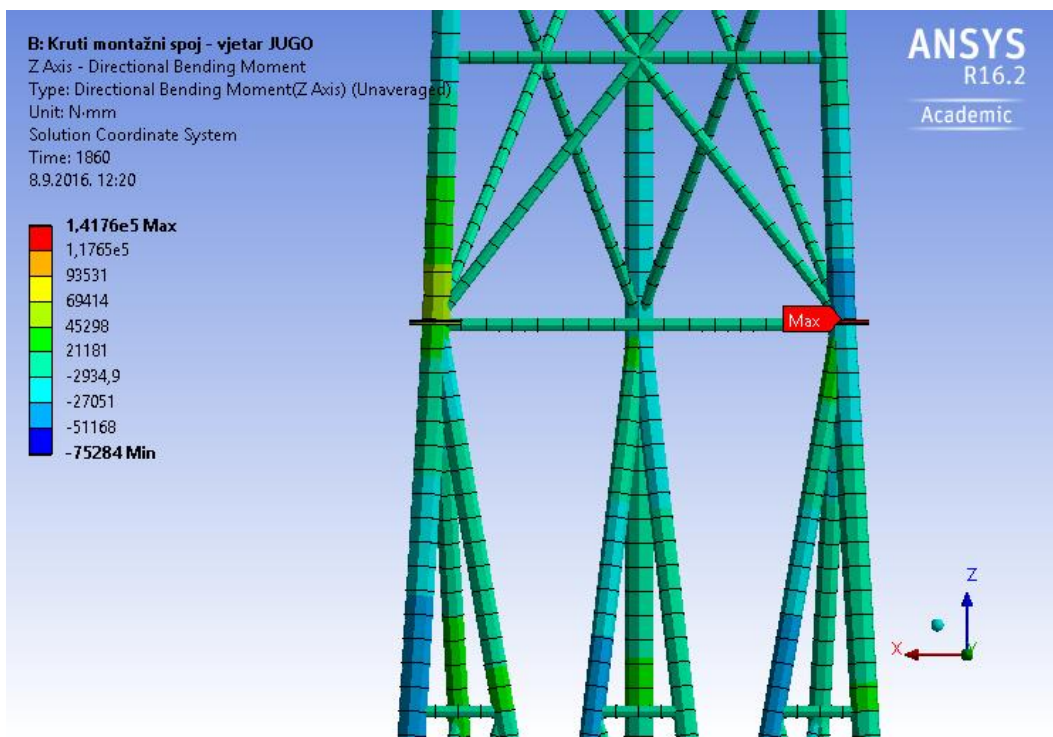 B: Kruti montažni spoj - vjetar JUGO
Z Axis - Directional Bending Moment
Type: Directional Bending Moment(Z Axis) (Unaveraged)
Unit: N·mm
Solution Coordinate System
Time: 1860
8.9.2016. 12:20
1,4176e5 Max
1,1765e5
93531
69414
45298
21181
-2934,9
-27051
-51168
-75284 Min
ANSYS
R16.2
Academic
Max
Z
X
Y